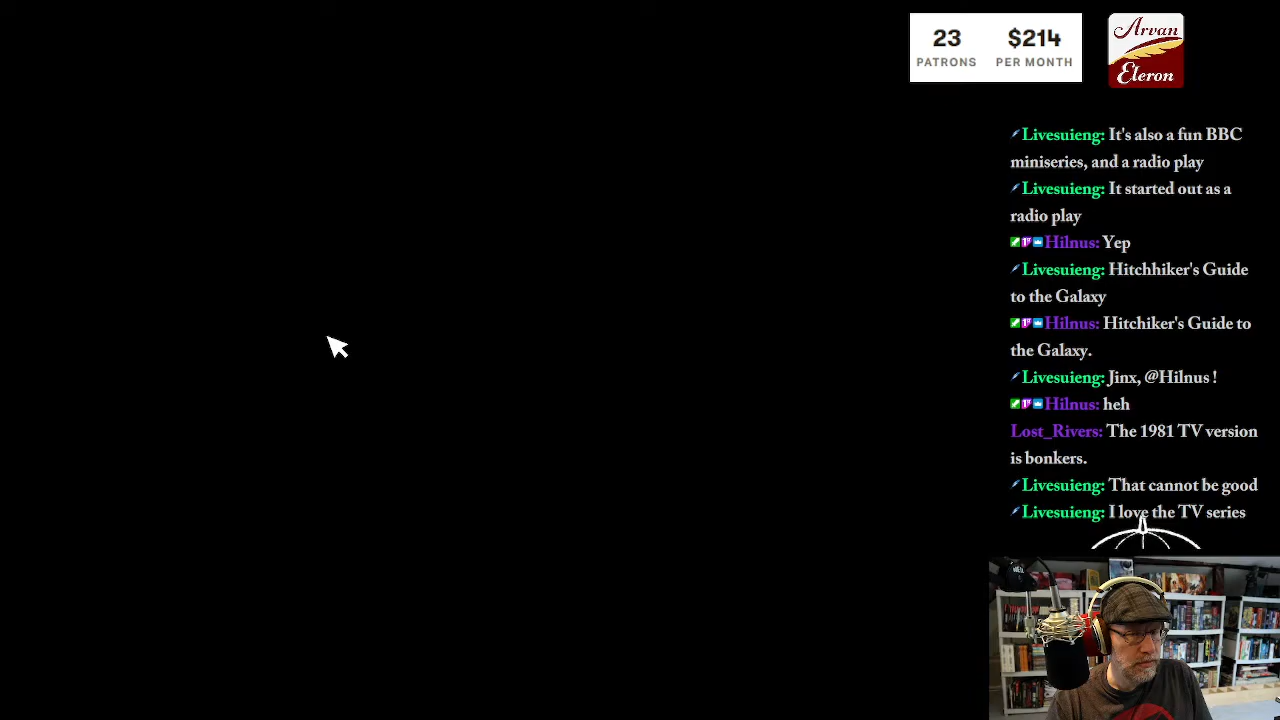 23
PATRONS
$214
PER MONTH
Arvan
Eleron
Livesuieng: It's also a fun BBC
miniseries, and a radio play
Livesuieng: It started out as a
radio play
Hilnus: Yep
Livesuieng: Hitchhiker's Guide
to the Galaxy
Hilnus: Hitchiker's Guide to
the Galaxy.
Livesuieng: Jinx, @Hilnus !
Hilnus: heh
Lost_Rivers: The 1981 TV version
is bonkers.
Livesuieng: That cannot be good
Livesuieng: I love the TV series